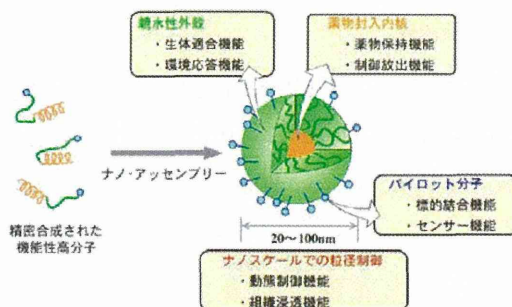 親水性外殻
・生体適合機能
・環境応答機能
薬物封入内核
・薬物保持機能
・制御放出機能
ナノ・アッセンブリー
精密合成された
機能性高分子
パイロット分子
・標的結合機能
・センサー機能
20～100nm
ナノスケールでの粒径制御
・動態制御機能
・組織浸透機能